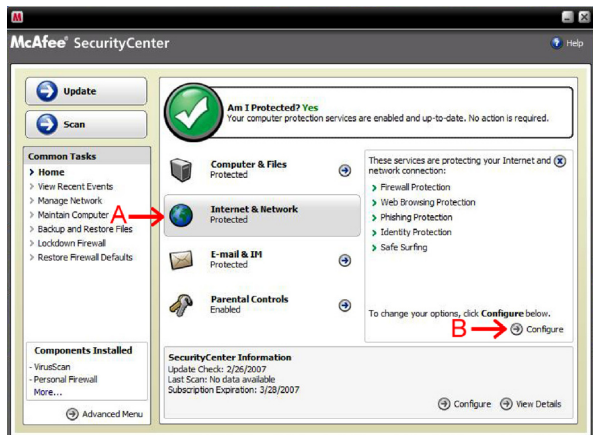 McAfee® SecurityCenter
Help
Update
Scan
Common Tasks
Home
View Recent Events
Manage Network
Maintain Computer
Backup and Restore Files
Lockdown Firewall
Restore Firewall Defaults
Components Installed
- VirusScan
- Personal Firewall
More...
Advanced Menu
Am I Protected? Yes
Your computer protection services are enabled and up-to-date. No action is required.
Computer & Files
Protected
A
Internet & Network
Protected
E-mail & IM
Protected
Parental Controls
Enabled
These services are protecting your Internet and
network connection:
Firewall Protection
Web Browsing Protection
Phishing Protection
Identity Protection
Safe Surfing
To change your options, click Configure below.
B
Configure
SecurityCenter Information
Update Check: 2/26/2007
Last Scan: No data available
Subscription Expiration: 3/28/2007
Configure
View Details